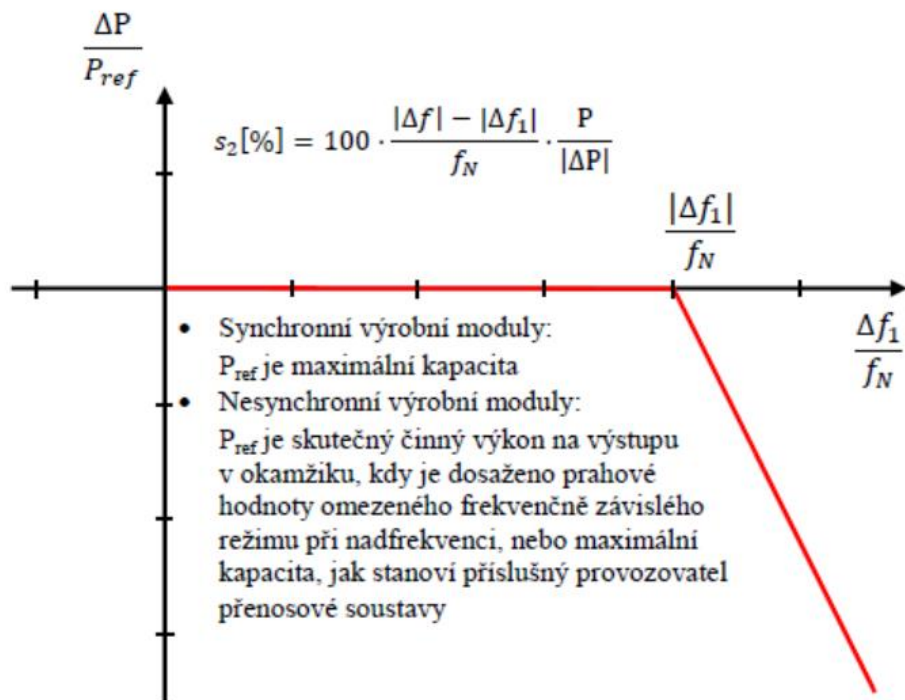 ΔP
P_ref
s₂[%] = 100 · (|Δf| − |Δf₁|)/f_N · P/|ΔP|
|Δf₁|
f_N
Δf₁
f_N
• Synchronní výrobní moduly:
P_ref je maximální kapacita
• Nesynchronní výrobní moduly:
P_ref je skutečný činný výkon na výstupu
v okamžiku, kdy je dosaženo prahové
hodnoty omezeného frekvenčně závislého
režimu při nadfrekvenci, nebo maximální
kapacita, jak stanoví příslušný provozovatel
přenosové soustavy